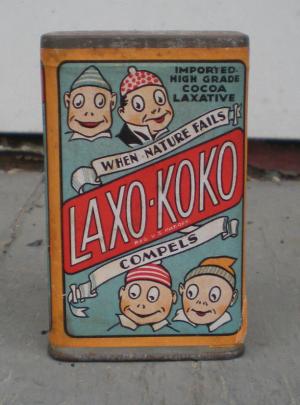 IMPORTED-
HIGH GRADE
COCOA
LAXATIVE
WHEN NATURE FAILS
LAXO-KOKO
COMPELS